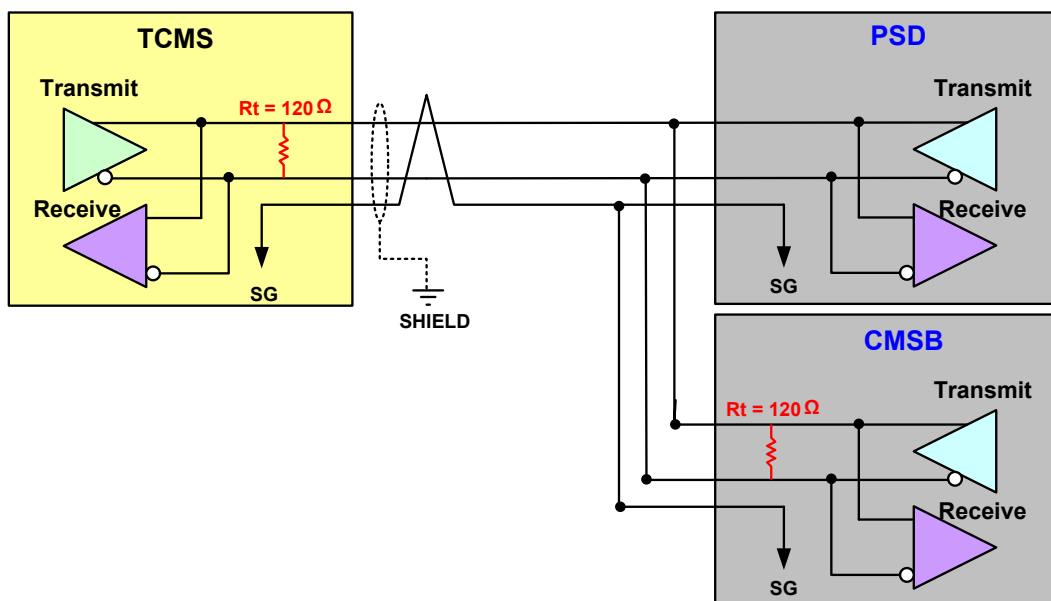 TCMS
Transmit
Rt = 120 Ω
Receive
SG
SHIELD
PSD
Transmit
Receive
SG
CMSB
Transmit
Rt = 120 Ω
Receive
SG